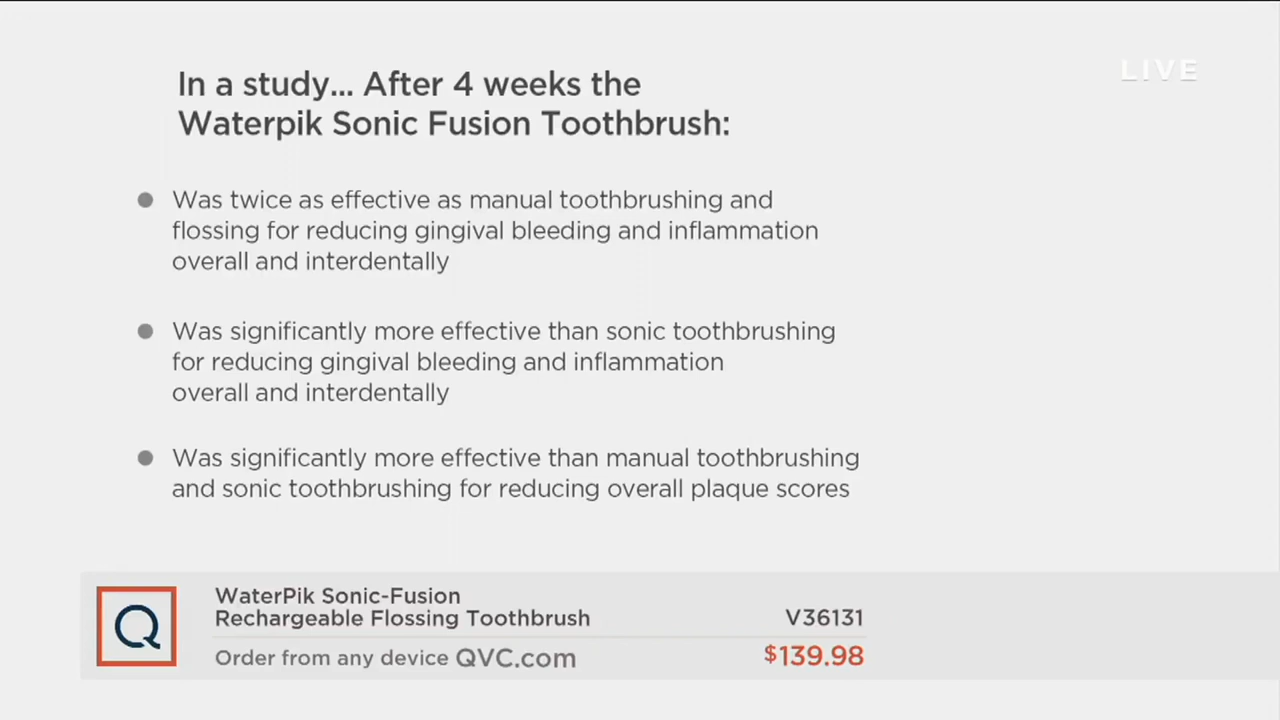 In a study... After 4 weeks the
Waterpik Sonic Fusion Toothbrush:
LIVE
Was twice as effective as manual toothbrushing and
flossing for reducing gingival bleeding and inflammation
overall and interdentally
Was significantly more effective than sonic toothbrushing
for reducing gingival bleeding and inflammation
overall and interdentally
Was significantly more effective than manual toothbrushing
and sonic toothbrushing for reducing overall plaque scores
Q
WaterPik Sonic-Fusion
Rechargeable Flossing Toothbrush V36131
Order from any device QVC.com $139.98